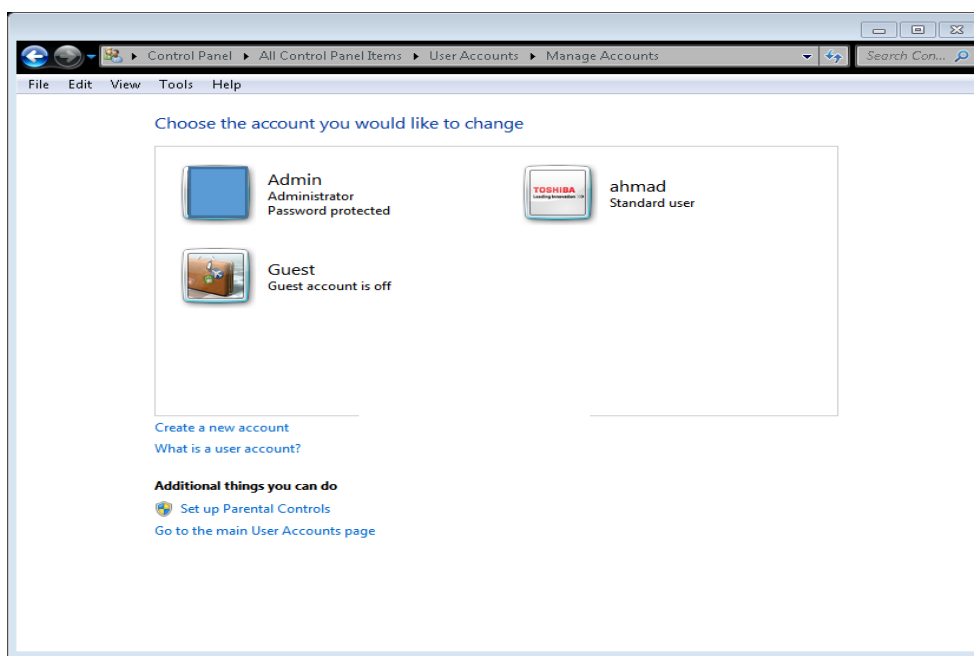 Control Panel All Control Panel Items User Accounts Manage Accounts Search Con...
File Edit View Tools Help
Choose the account you would like to change
Admin
Administrator
Password protected
TOSHIBA
Leading Innovation >>>
ahmad
Standard user
Guest
Guest account is off
Create a new account
What is a user account?
Additional things you can do
Set up Parental Controls
Go to the main User Accounts page